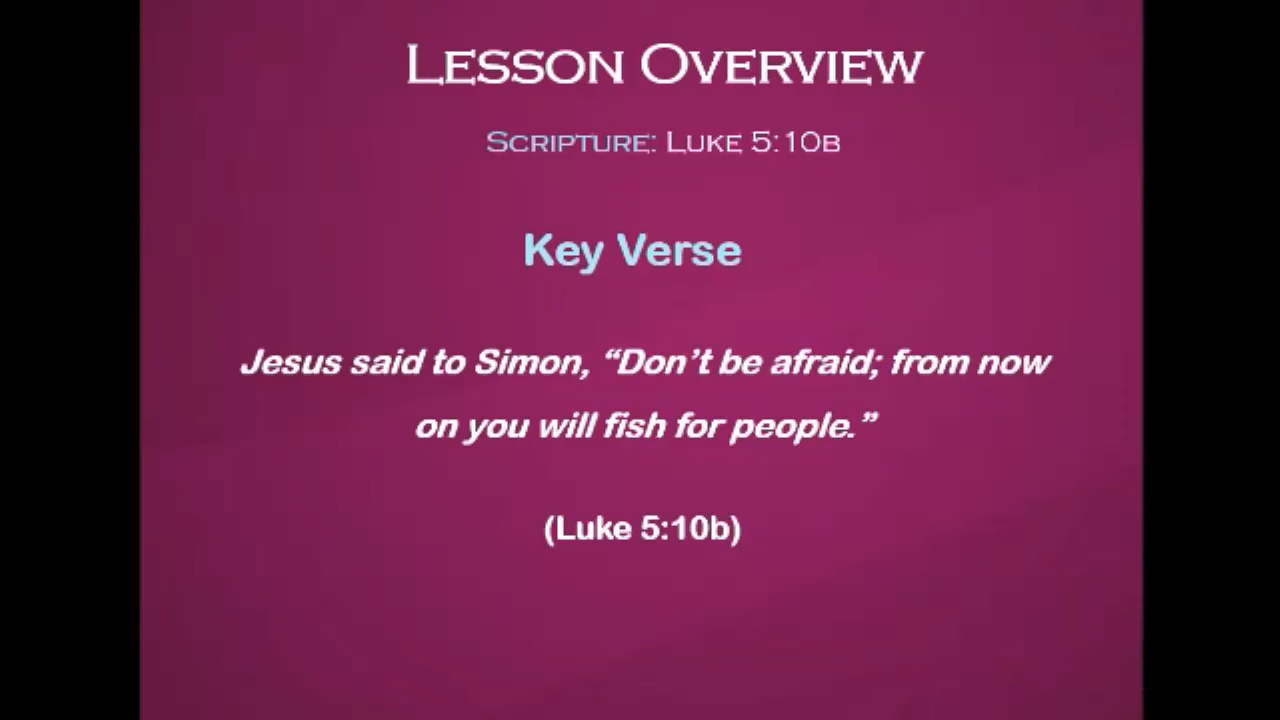 Lesson Overview
Scripture: Luke 5:10b
Key Verse
Jesus said to Simon, “Don’t be afraid; from now
on you will fish for people.”
(Luke 5:10b)